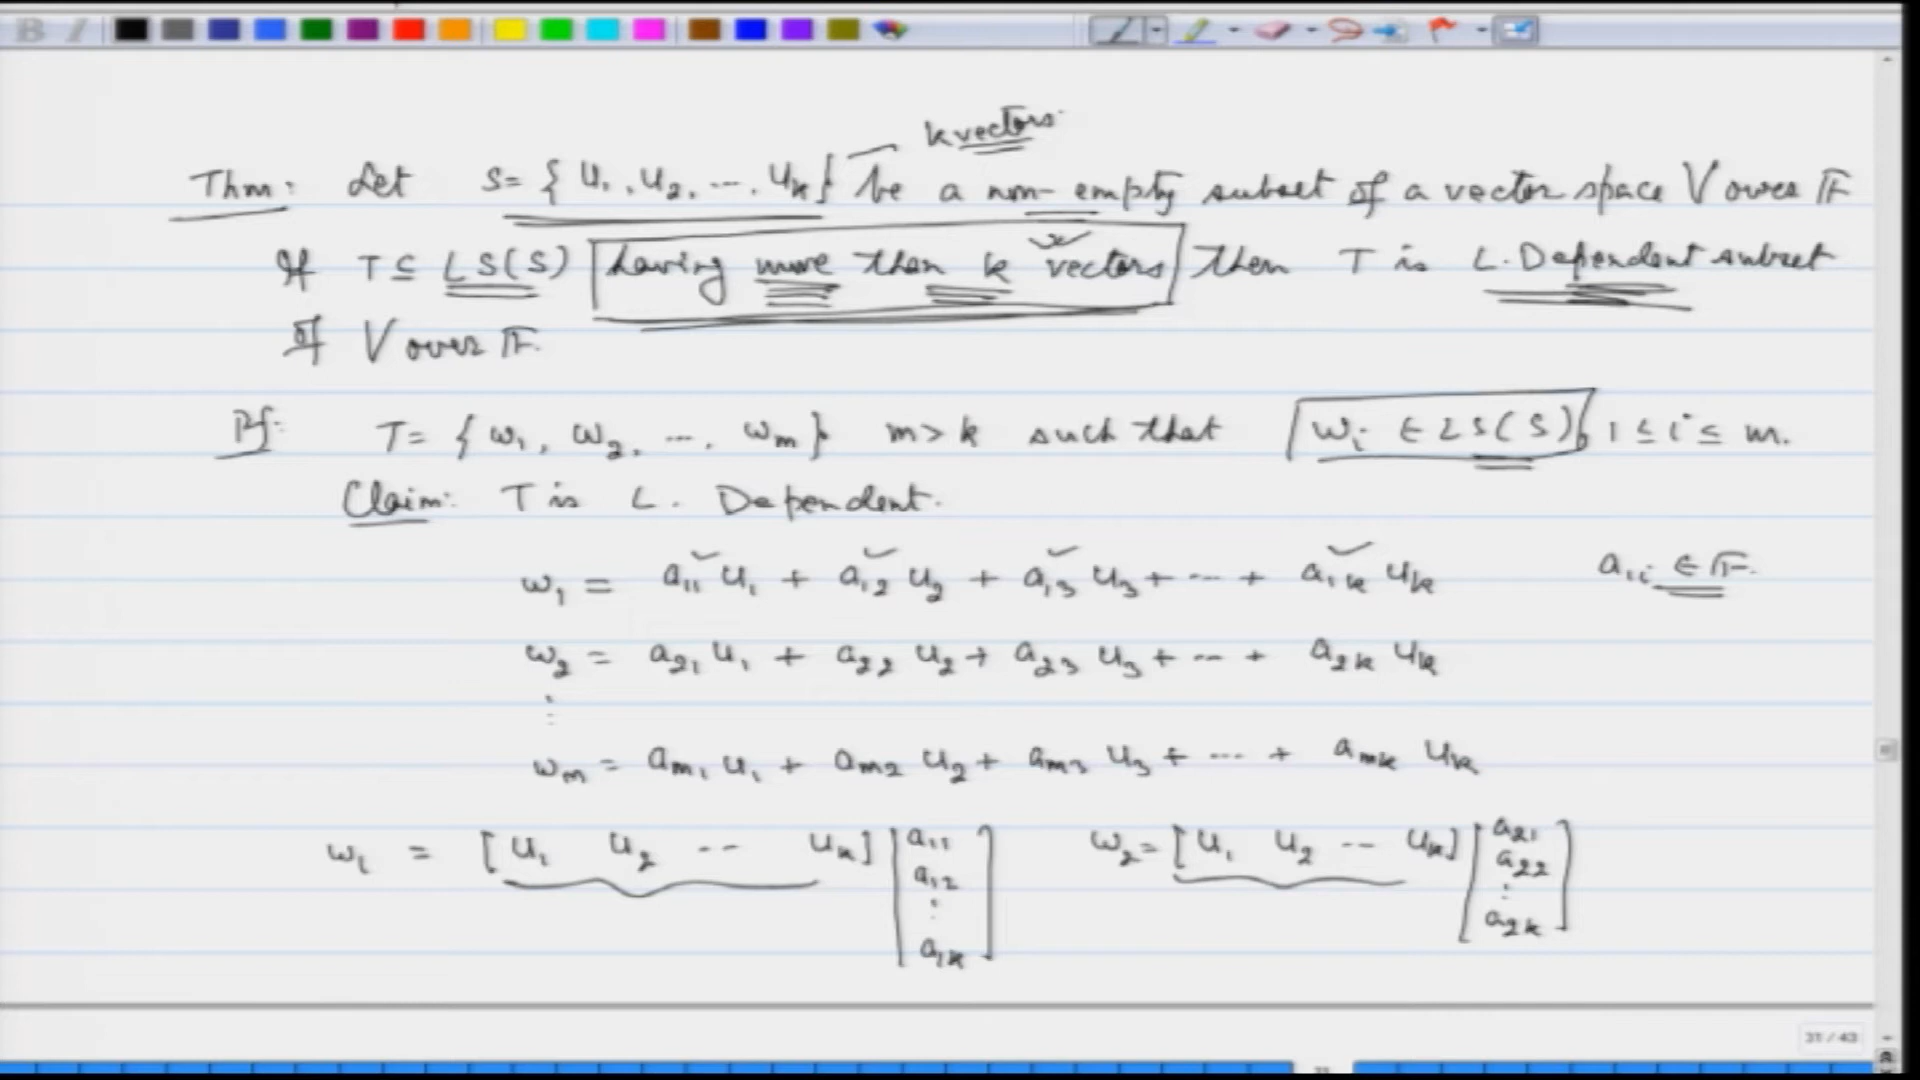 B I
k vectors.
Thm: Let S = { u₁, u₂, ..., uₖ } be a non-empty subset of a vector space V over 𝔽
If T ⊆ LS(S) having more than k vectors then T is L. Dependent subset
of V over 𝔽.
Pf: T = { w₁, w₂, ..., wₘ } m > k such that wᵢ ∈ LS(S), 1 ≤ i ≤ m.
Claim: T is L. Dependent.
w₁ = a₁₁ u₁ + a₁₂ u₂ + a₁₃ u₃ + ... + a₁ₖ uₖ a₁ᵢ ∈ 𝔽.
w₂ = a₂₁ u₁ + a₂₂ u₂ + a₂₃ u₃ + ... + a₂ₖ uₖ
⋮
wₘ = aₘ₁ u₁ + aₘ₂ u₂ + aₘ₃ u₃ + ... + aₘₖ uₖ
w₁ = [ u₁ u₂ ... uₖ ] [ a₁₁ a₁₂ ⋮ a₁ₖ ] w₂ = [ u₁ u₂ ... uₖ ] [ a₂₁ a₂₂ ⋮ a₂ₖ ]
31 / 43